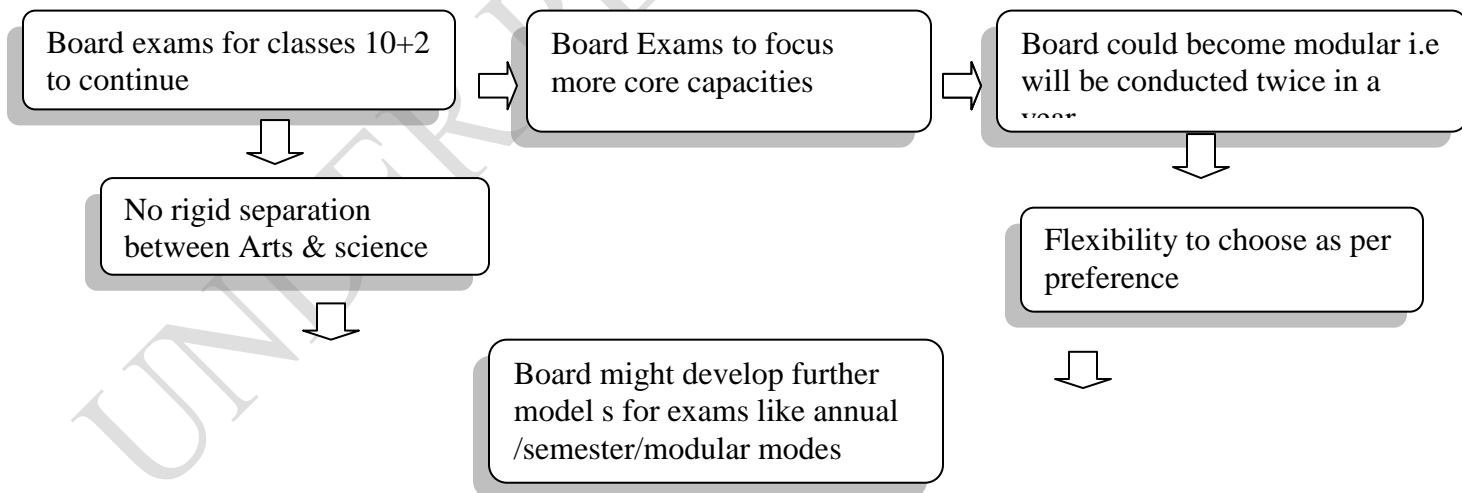 Board exams for classes 10+2
to continue
Board Exams to focus
more core capacities
Board could become modular i.e
will be conducted twice in a
year
No rigid separation
between Arts & science
Flexibility to choose as per
preference
Board might develop further
model s for exams like annual
/semester/modular modes